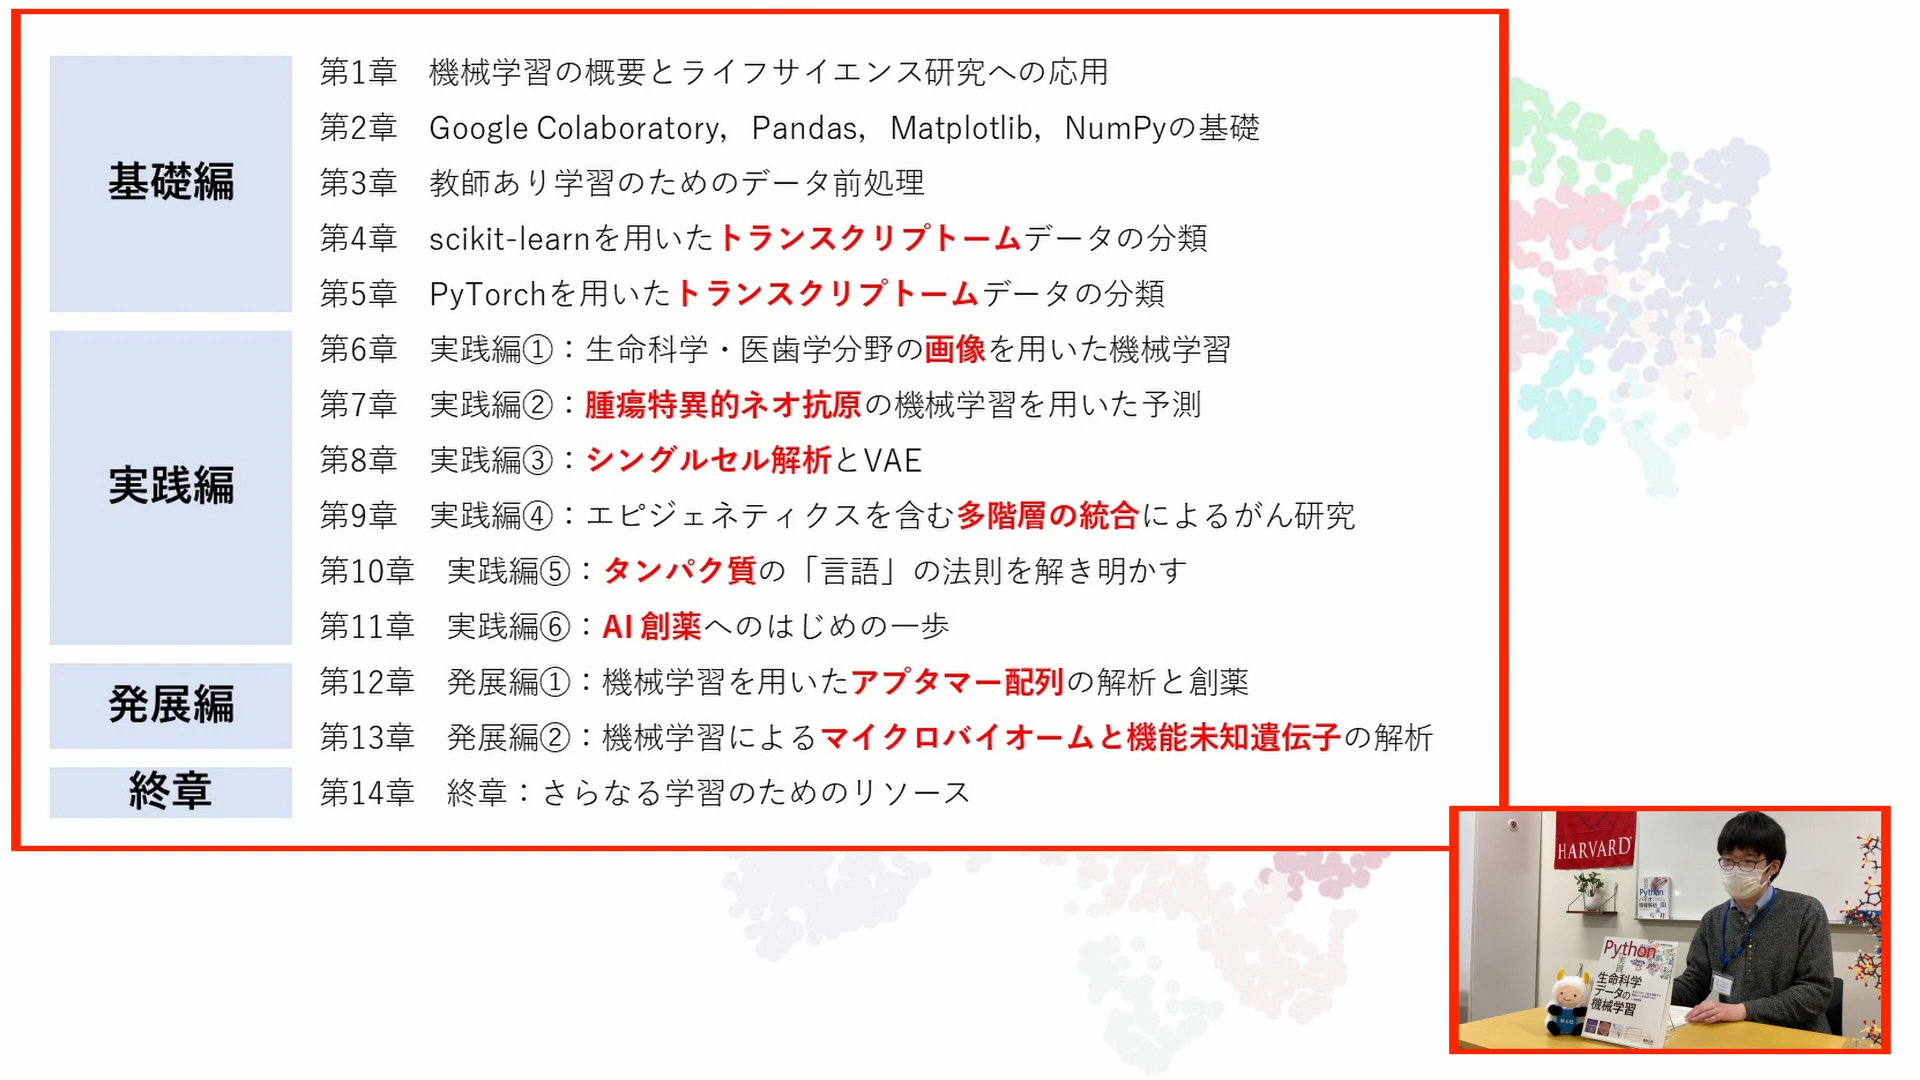 基礎編
第1章 機械学習の概要とライフサイエンス研究への応用
第2章 Google Colaboratory, Pandas, Matplotlib, NumPyの基礎
第3章 教師あり学習のためのデータ前処理
第4章 scikit-learnを用いたトランスクリプトームデータの分類
第5章 PyTorchを用いたトランスクリプトームデータの分類
実践編
第6章 実践編①：生命科学・医歯学分野の画像を用いた機械学習
第7章 実践編②：腫瘍特異的ネオ抗原の機械学習を用いた予測
第8章 実践編③：シングルセル解析とVAE
第9章 実践編④：エピジェネティクスを含む多階層の統合によるがん研究
第10章 実践編⑤：タンパク質の「言語」の法則を解き明かす
第11章 実践編⑥：AI 創薬へのはじめの一歩
発展編
第12章 発展編①：機械学習を用いたアプタマー配列の解析と創薬
第13章 発展編②：機械学習によるマイクロバイオームと機能未知遺伝子の解析
終章
第14章 終章：さらなる学習のためのリソース
HARVARD
Python
バイオ
情報解析
Python
実践
生命科学
データの
機械学習